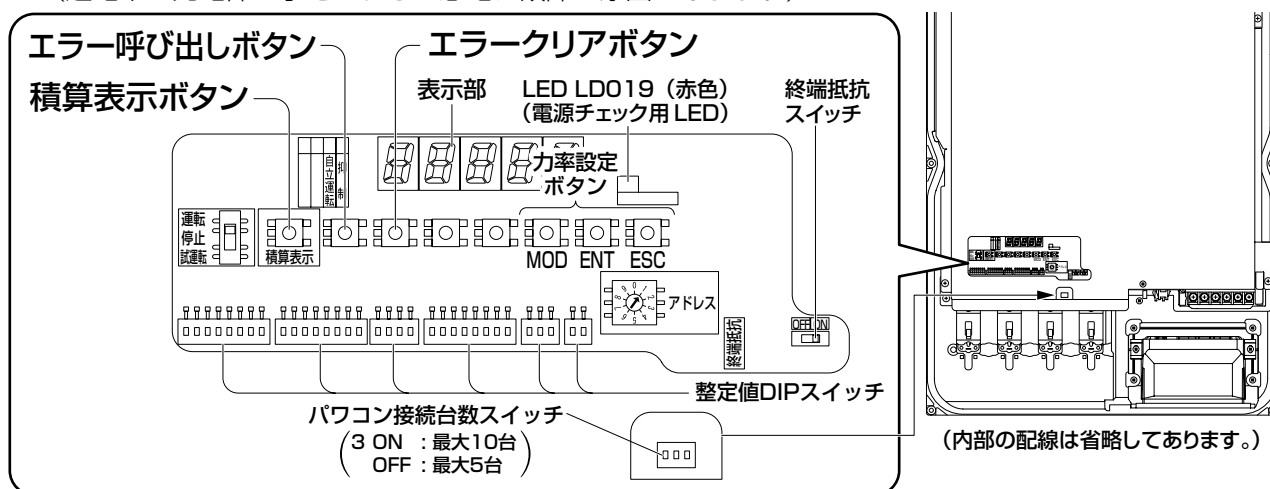 エラー呼び出しボタン
エラークリアボタン
積算表示ボタン
表示部
LED LD019（赤色）
（電源チェック用 LED）
終端抵抗
スイッチ
自立運転
抑制
力率設定
ボタン
運転
停止
試運転
積算表示
MOD ENT ESC
アドレス
OFF ON
終端抵抗
整定値DIPスイッチ
パワコン接続台数スイッチ
3 ON ：最大10台
OFF ：最大5台
（内部の配線は省略してあります。）